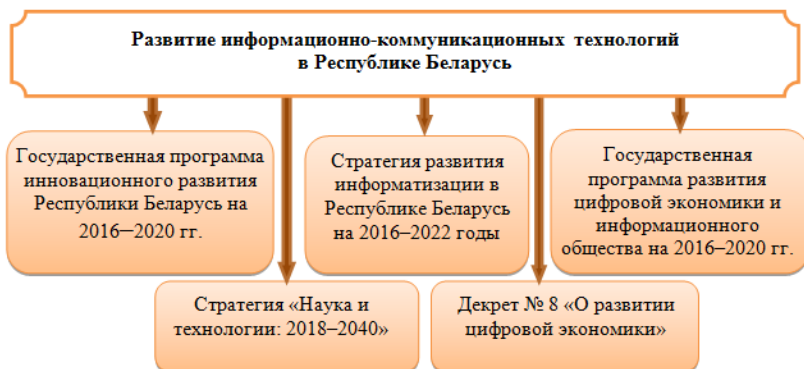 Развитие информационно-коммуникационных технологий
в Республике Беларусь
Государственная программа
инновационного развития
Республики Беларусь на
2016–2020 гг.
Стратегия развития
информатизации в
Республике Беларусь
на 2016–2022 годы
Государственная
программа развития
цифровой экономики и
информационного
общества на 2016–2020 гг.
Стратегия «Наука и
технологии: 2018–2040»
Декрет № 8 «О развитии
цифровой экономики»